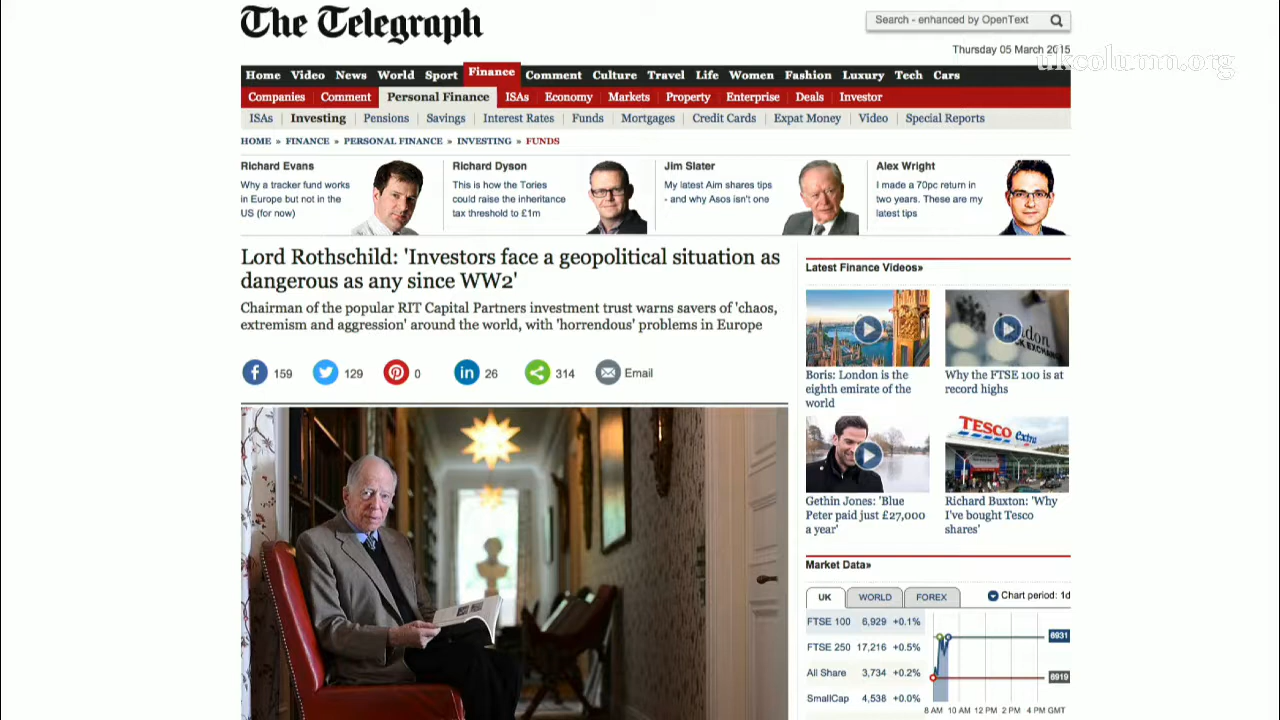 The Telegraph
Search - enhanced by OpenText
Thursday 05 March 2015
ukcolumn.org
Home Video News World Sport Finance Comment Culture Travel Life Women Fashion Luxury Tech Cars
Companies Comment Personal Finance ISAs Economy Markets Property Enterprise Deals Investor
ISAs Investing Pensions Savings Interest Rates Funds Mortgages Credit Cards Expat Money Video Special Reports
HOME » FINANCE » PERSONAL FINANCE » INVESTING » FUNDS
Richard Evans
Why a tracker fund works
in Europe but not in the
US (for now)
Richard Dyson
This is how the Tories
could raise the inheritance
tax threshold to £1m
Jim Slater
My latest Aim shares tips
- and why Asos isn't one
Alex Wright
I made a 70pc return in
two years. These are my
latest tips
Lord Rothschild: 'Investors face a geopolitical situation as
dangerous as any since WW2'
Chairman of the popular RIT Capital Partners investment trust warns savers of 'chaos,
extremism and aggression' around the world, with 'horrendous' problems in Europe
159 129 0 in 26 314 Email
Latest Finance Videos»
Boris: London is the
eighth emirate of the
world
Why the FTSE 100 is at
record highs
TESCO Extra
Gethin Jones: 'Blue
Peter paid just £27,000
a year'
Richard Buxton: 'Why
I've bought Tesco
shares'
Market Data»
UK WORLD FOREX Chart period: 1d
FTSE 100 6,929 +0.1%
FTSE 250 17,216 +0.5%
All Share 3,734 +0.2%
SmallCap 4,538 +0.0%
6931
6919
8 AM 10 AM 12 PM 2 PM 4 PM GMT